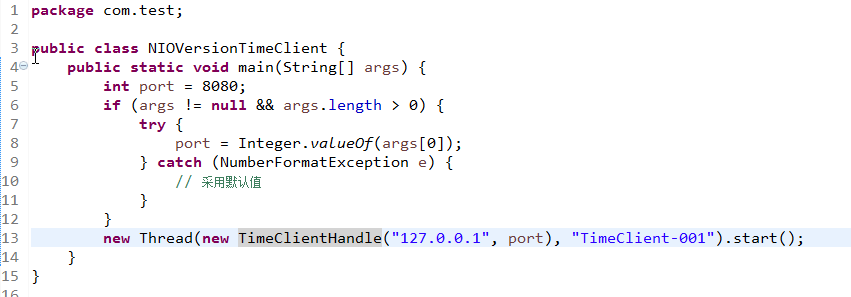 1 package com.test;
2
3 public class NIOVersionTimeClient {
4 public static void main(String[] args) {
5 int port = 8080;
6 if (args != null && args.length > 0) {
7 try {
8 port = Integer.valueOf(args[0]);
9 } catch (NumberFormatException e) {
10 // 采用默认值
11 }
12 }
13 new Thread(new TimeClientHandle("127.0.0.1", port), "TimeClient-001").start();
14 }
15 }
16